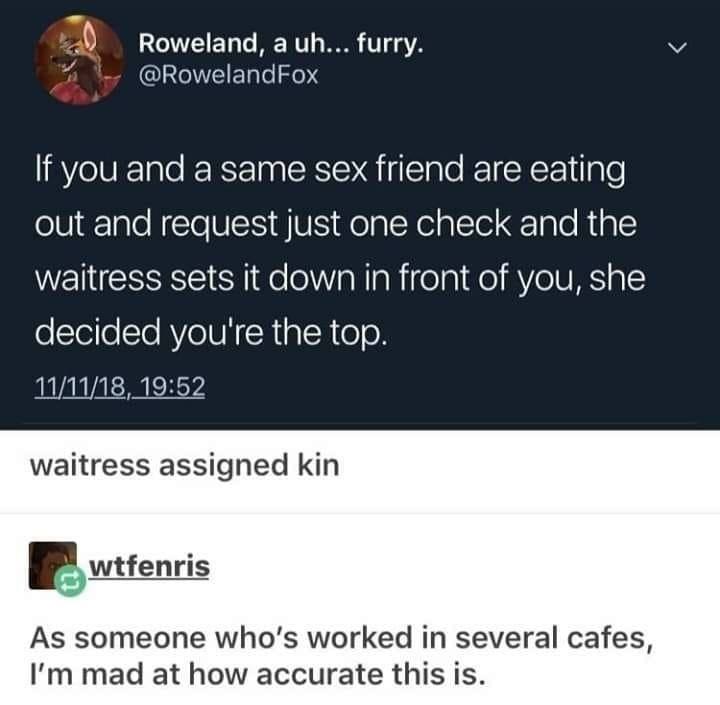 Roweland, a uh... furry.
@RowelandFox
If you and a same sex friend are eating
out and request just one check and the
waitress sets it down in front of you, she
decided you're the top.
11/11/18, 19:52
waitress assigned kin
wtfenris
As someone who's worked in several cafes,
I'm mad at how accurate this is.